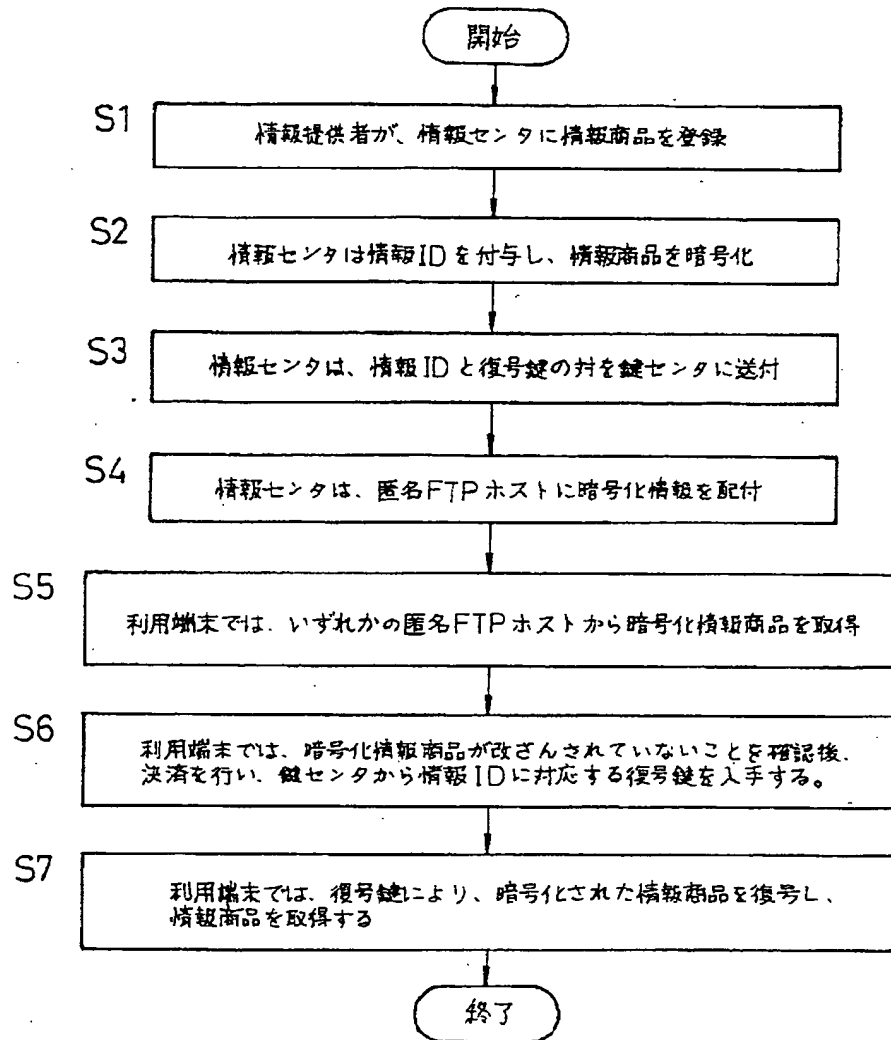 開始
S1
情報提供者が、情報センタに情報商品を登録
S2
情報センタは情報IDを付与し、情報商品を暗号化
S3
情報センタは、情報IDと復号鍵の対を鍵センタに送付
S4
情報センタは、匿名FTPホストに暗号化情報を配付
S5
利用端末では、いずれかの匿名FTPホストから暗号化情報商品を取得
S6
利用端末では、暗号化情報商品が改ざんされていないことを確認後、
決済を行い、鍵センタから情報IDに対応する復号鍵を入手する。
S7
利用端末では、復号鍵により、暗号化された情報商品を復号し、
情報商品を取得する
終了